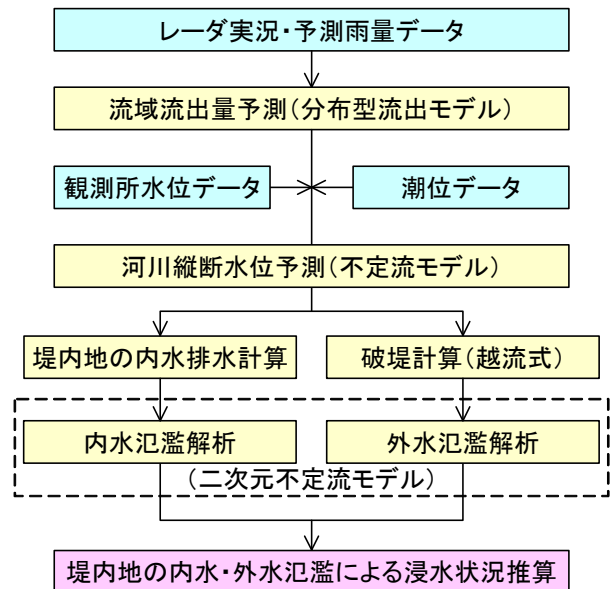 レーダ実況・予測雨量データ
流域流出量予測(分布型流出モデル)
観測所水位データ
潮位データ
河川縦断水位予測(不定流モデル)
堤内地の内水排水計算
破堤計算(越流式)
内水氾濫解析
外水氾濫解析
(二次元不定流モデル)
堤内地の内水・外水氾濫による浸水状況推算